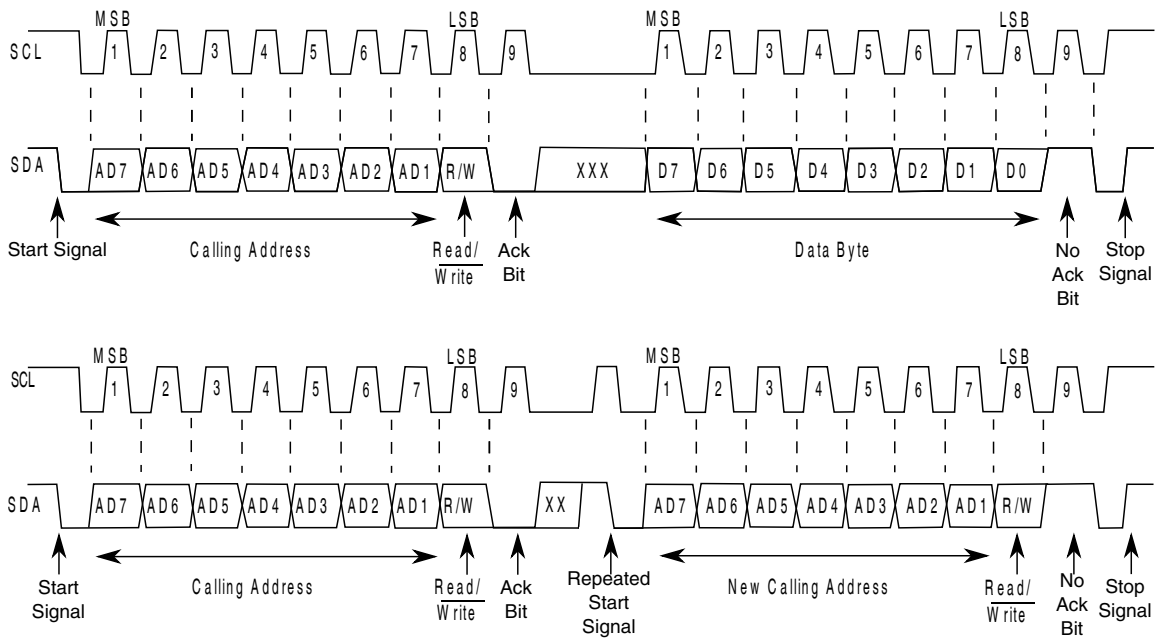 MSB LSB MSB LSB
SCL 1 2 3 4 5 6 7 8 9 1 2 3 4 5 6 7 8 9
SDA AD7 AD6 AD5 AD4 AD3 AD2 AD1 R/W XXX D7 D6 D5 D4 D3 D2 D1 D0
Start Signal Calling Address Read/ Ack Data Byte No Stop
Write Bit Ack Signal
Bit
MSB LSB MSB LSB
SCL 1 2 3 4 5 6 7 8 9 1 2 3 4 5 6 7 8 9
SDA AD7 AD6 AD5 AD4 AD3 AD2 AD1 R/W XX AD7 AD6 AD5 AD4 AD3 AD2 AD1 R/W
Start Calling Address Read/ Ack Repeated New Calling Address Read/ No Stop
Signal Write Bit Start Write Ack Signal
Signal Bit